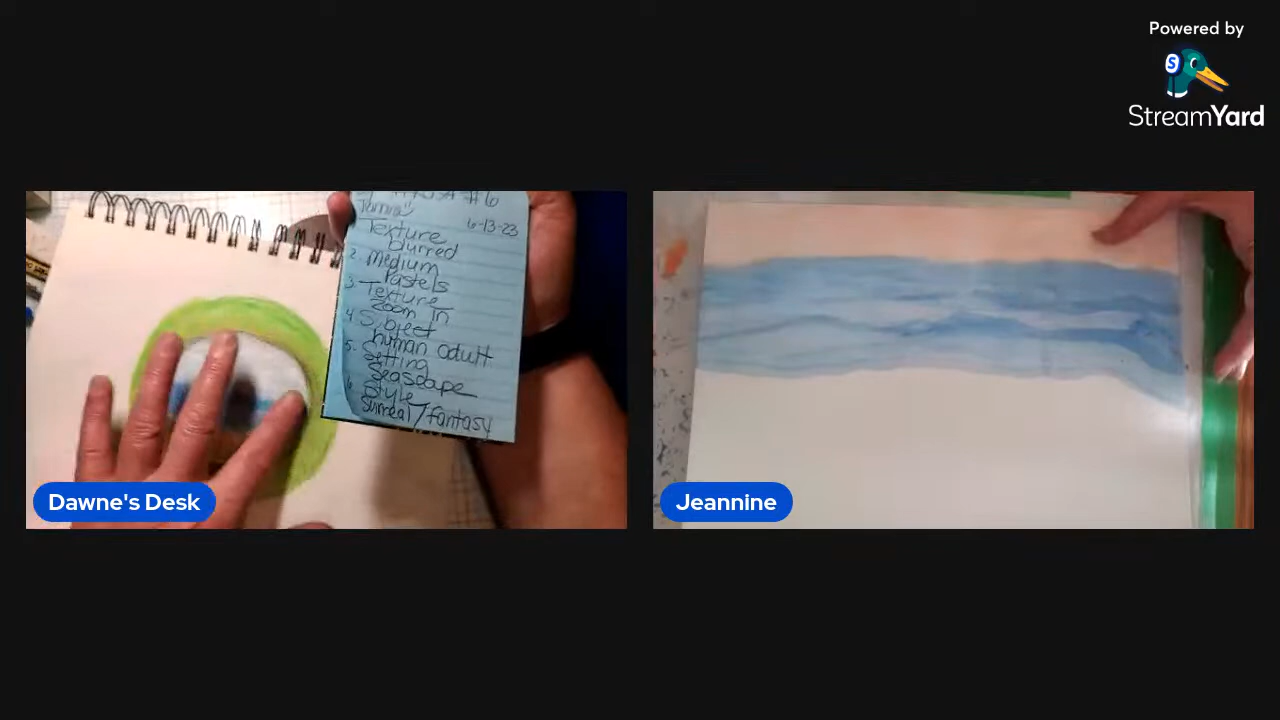 Powered by
StreamYard
#6
6-13-23
Texture
blurred
2. Medium
Pastels
3. Texture
Zoom in
4. Subject
human adult
5. Setting
Seascape
6. Style
Surreal/fantasy
Dawne's Desk
Jeannine